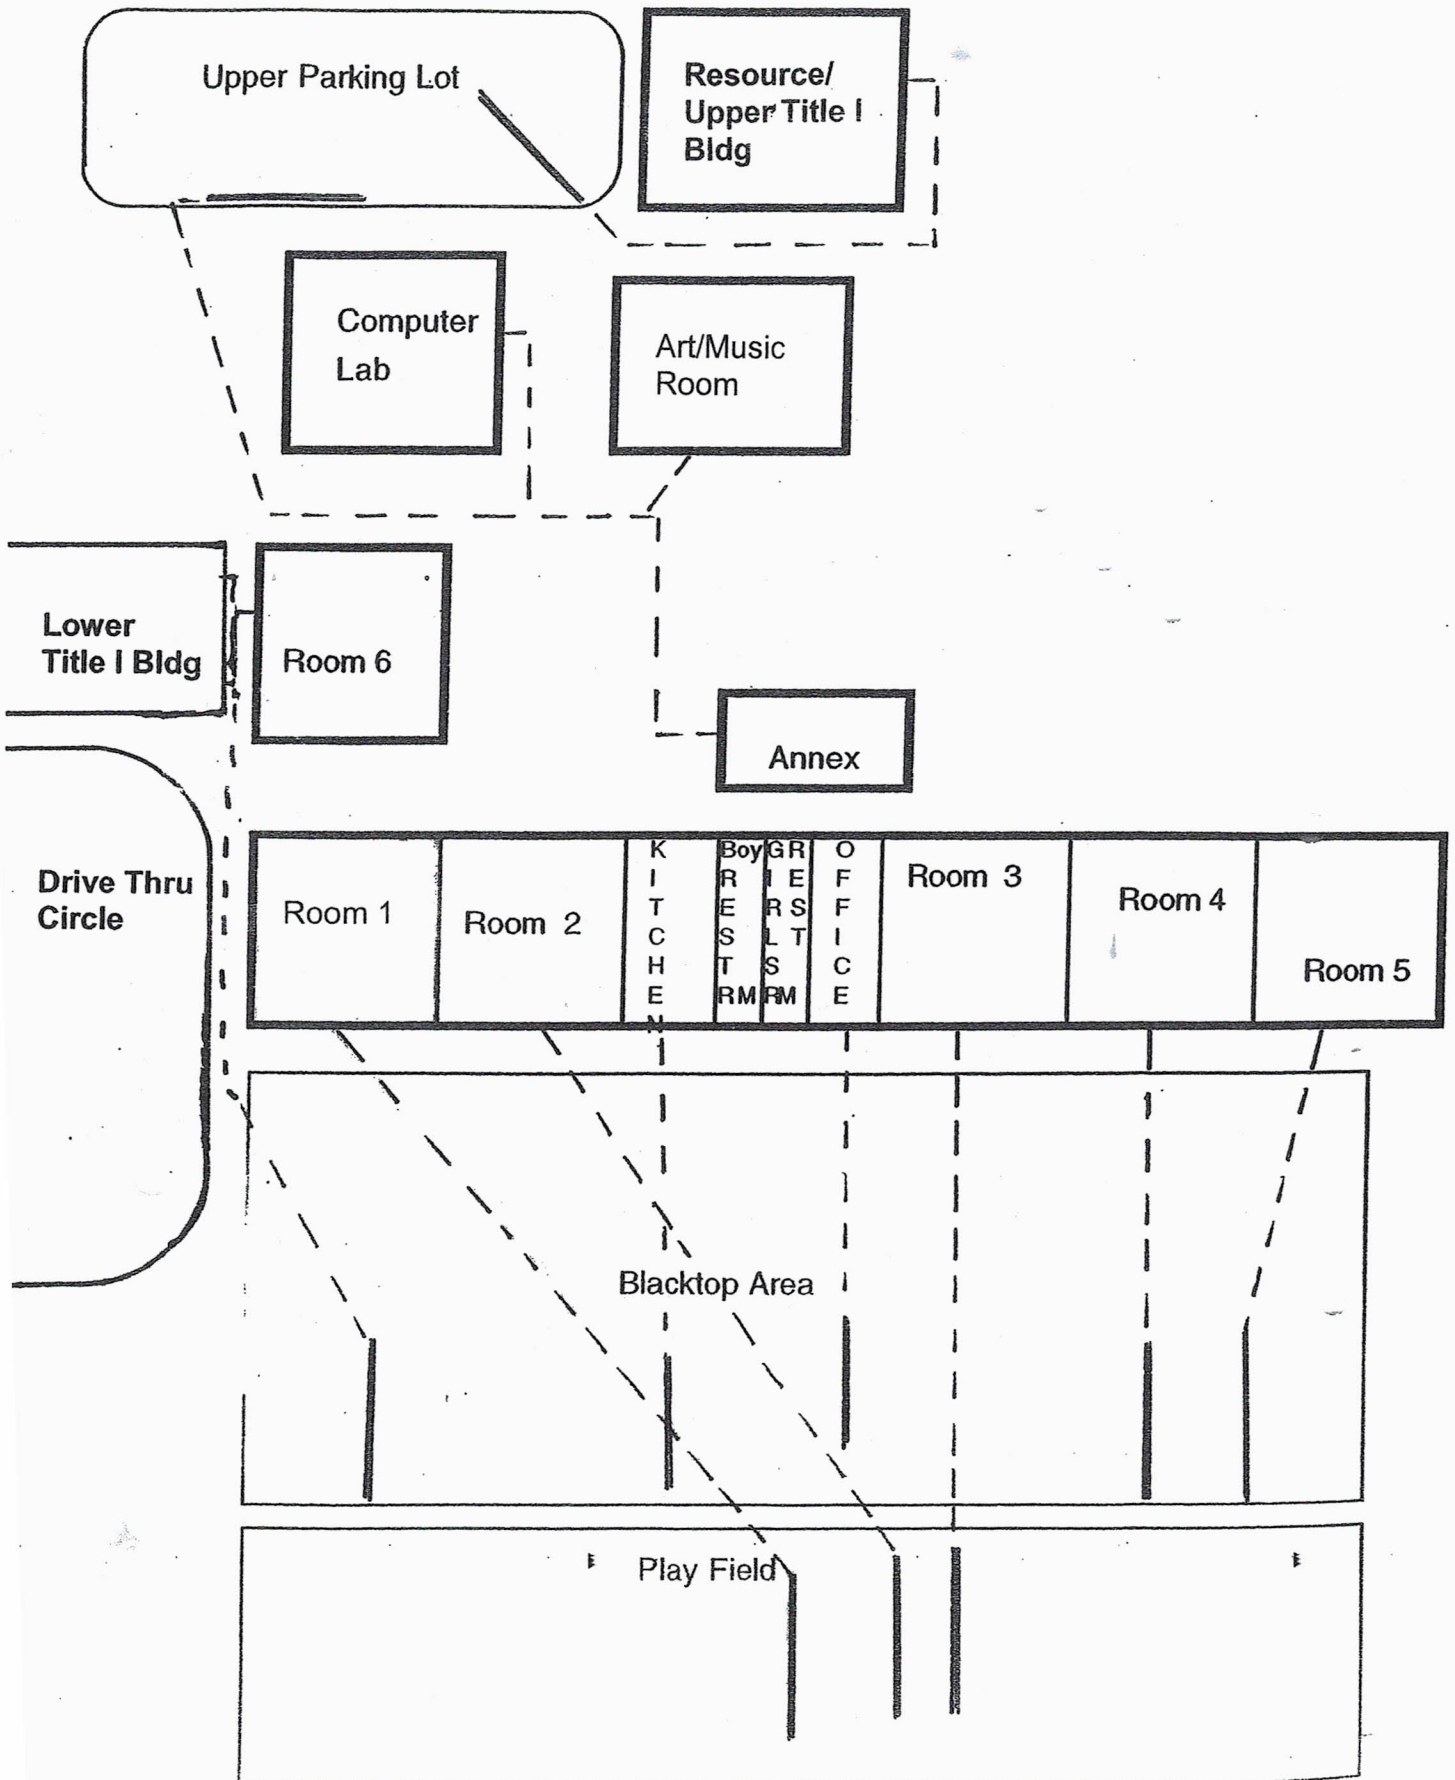 Upper Parking Lot
Resource/
Upper Title I
Bldg
Computer
Lab
Art/Music
Room
Lower
Title I Bldg
Room 6
Annex
Drive Thru
Circle
Room 1
Room 2
KITCHEN
Boy RESTRM
GIRLS RESTRM
OFFICE
Room 3
Room 4
Room 5
Blacktop Area
Play Field